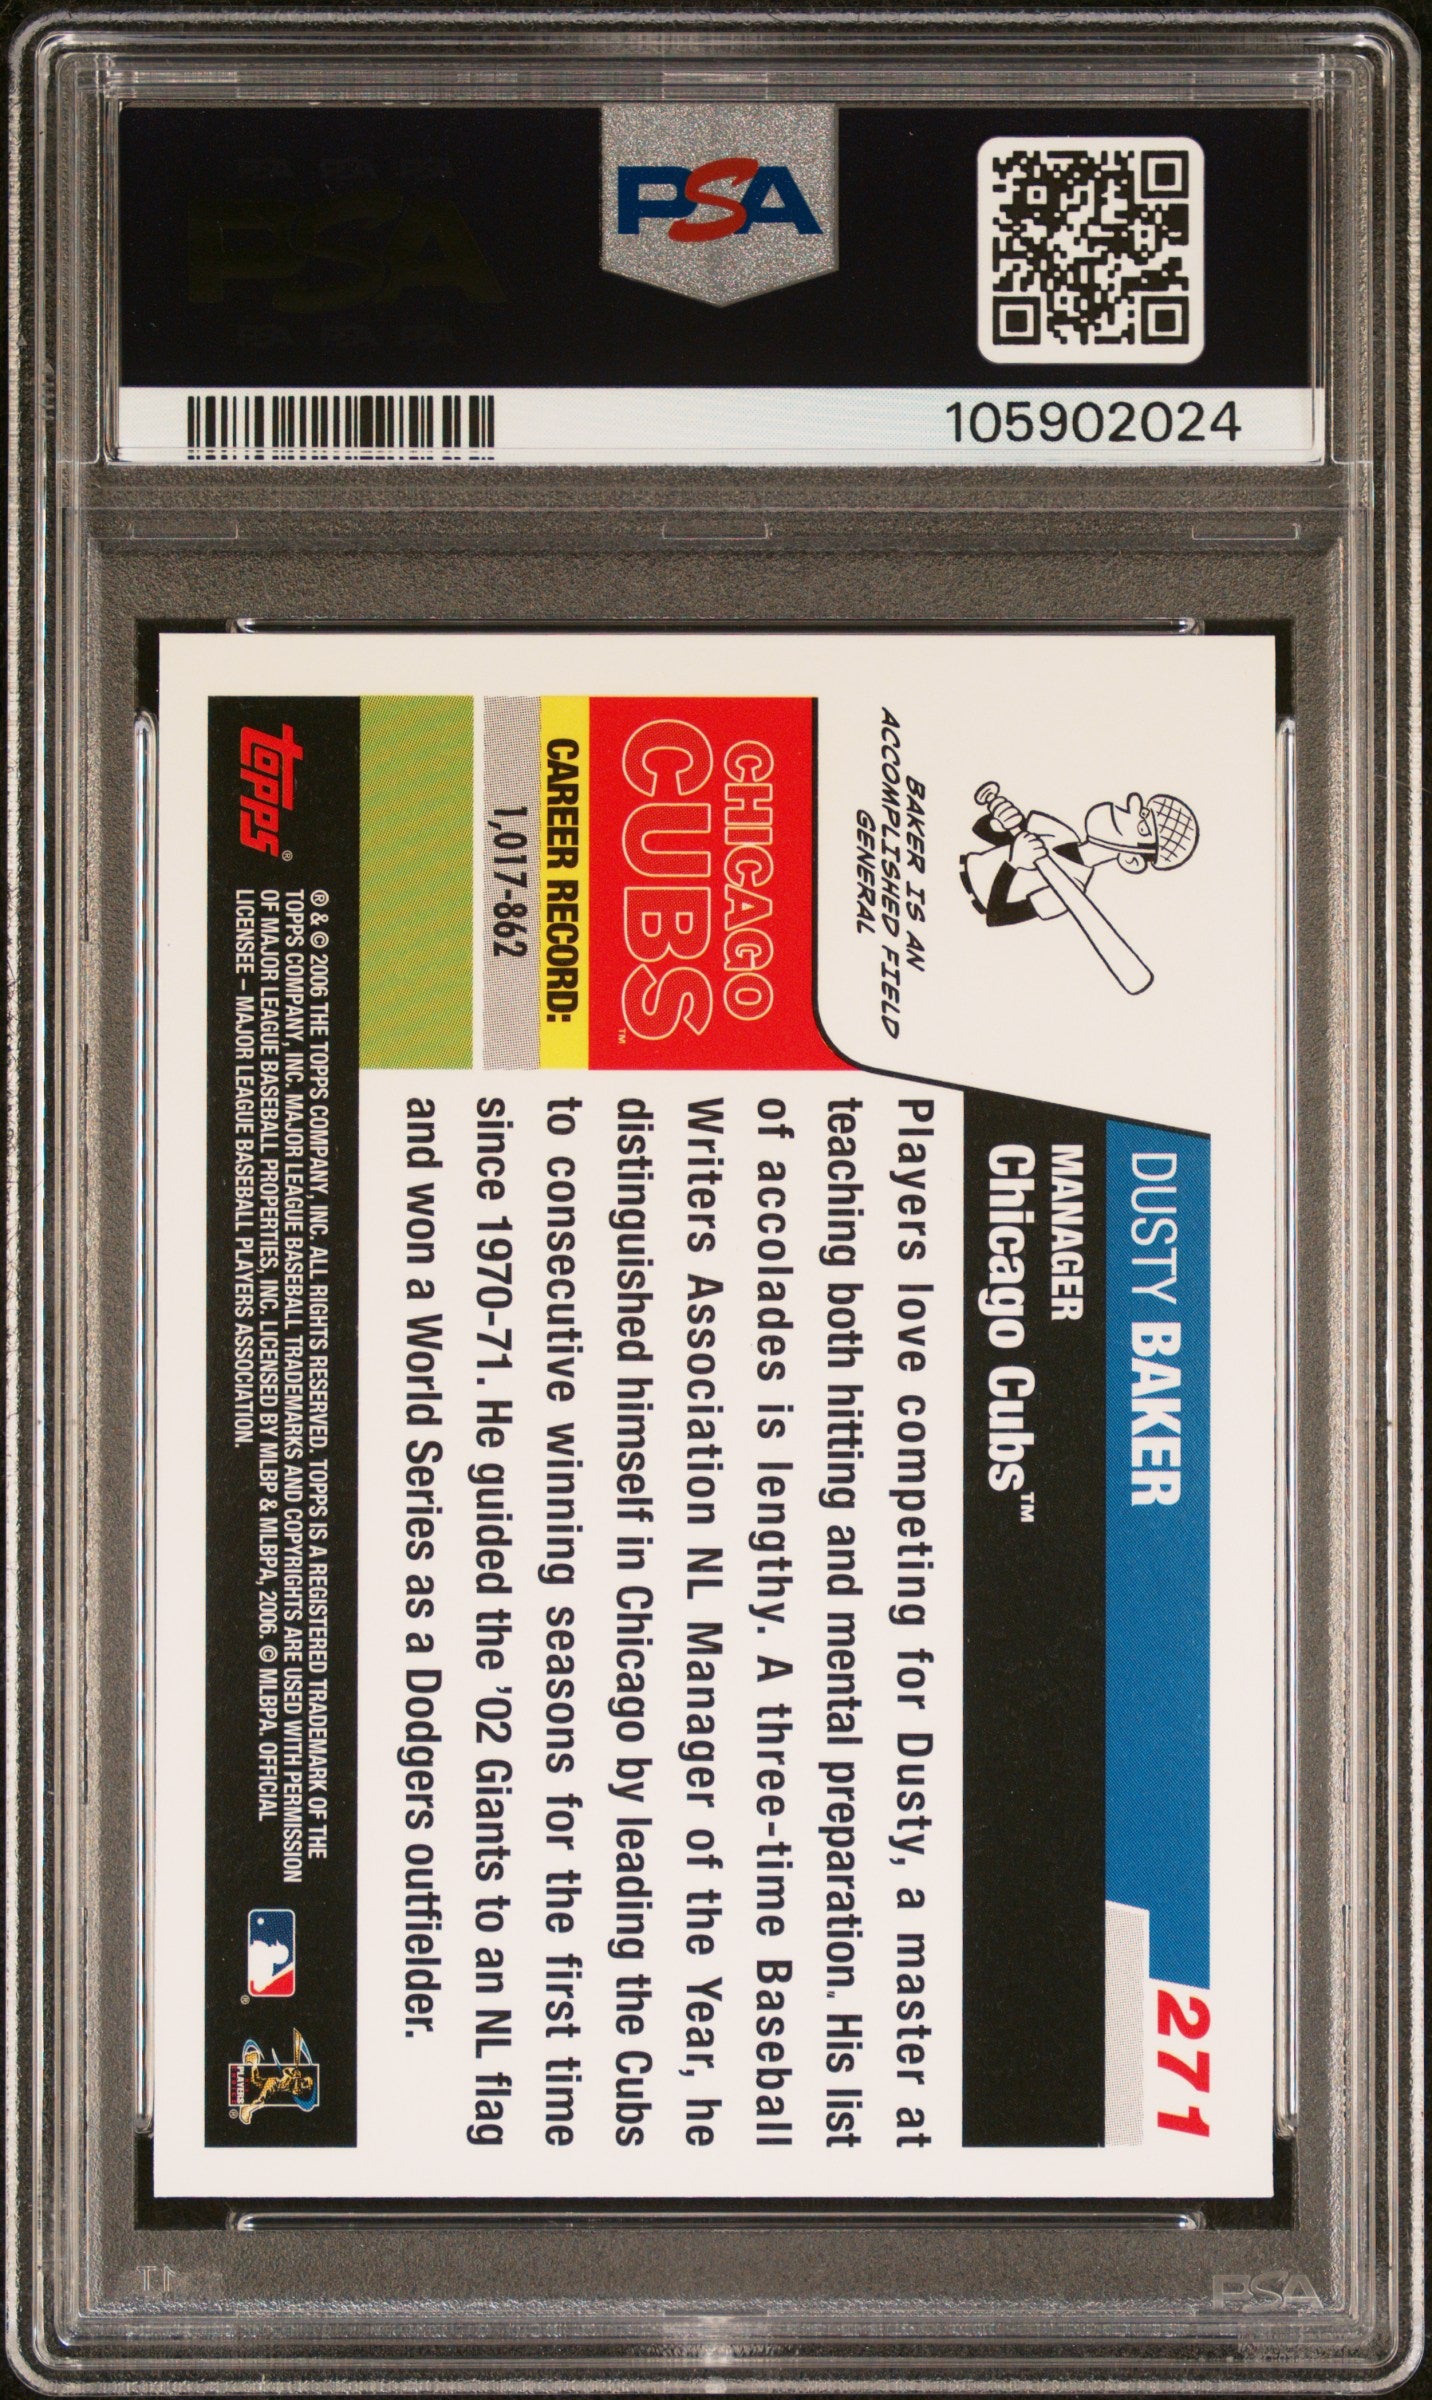 PSA
105902024
271
DUSTY BAKER
MANAGER
Chicago Cubs™
BAKER IS AN
ACCOMPLISHED FIELD
GENERAL
CHICAGO
CUBS™
CAREER RECORD:
1,017-862
Players love competing for Dusty, a master at
teaching both hitting and mental preparation. His list
of accolades is lengthy. A three-time Baseball
Writers Association NL Manager of the Year, he
distinguished himself in Chicago by leading the Cubs
to consecutive winning seasons for the first time
since 1970-71. He guided the '02 Giants to an NL flag
and won a World Series as a Dodgers outfielder.
topps®
® & © 2006 THE TOPPS COMPANY, INC. ALL RIGHTS RESERVED. TOPPS IS A REGISTERED TRADEMARK OF THE
TOPPS COMPANY, INC. MAJOR LEAGUE BASEBALL TRADEMARKS AND COPYRIGHTS ARE USED WITH PERMISSION
OF MAJOR LEAGUE BASEBALL PROPERTIES, INC. LICENSED BY MLBP & MLBPA, 2006. © MLBPA. OFFICIAL
LICENSEE – MAJOR LEAGUE BASEBALL PLAYERS ASSOCIATION.
PSA